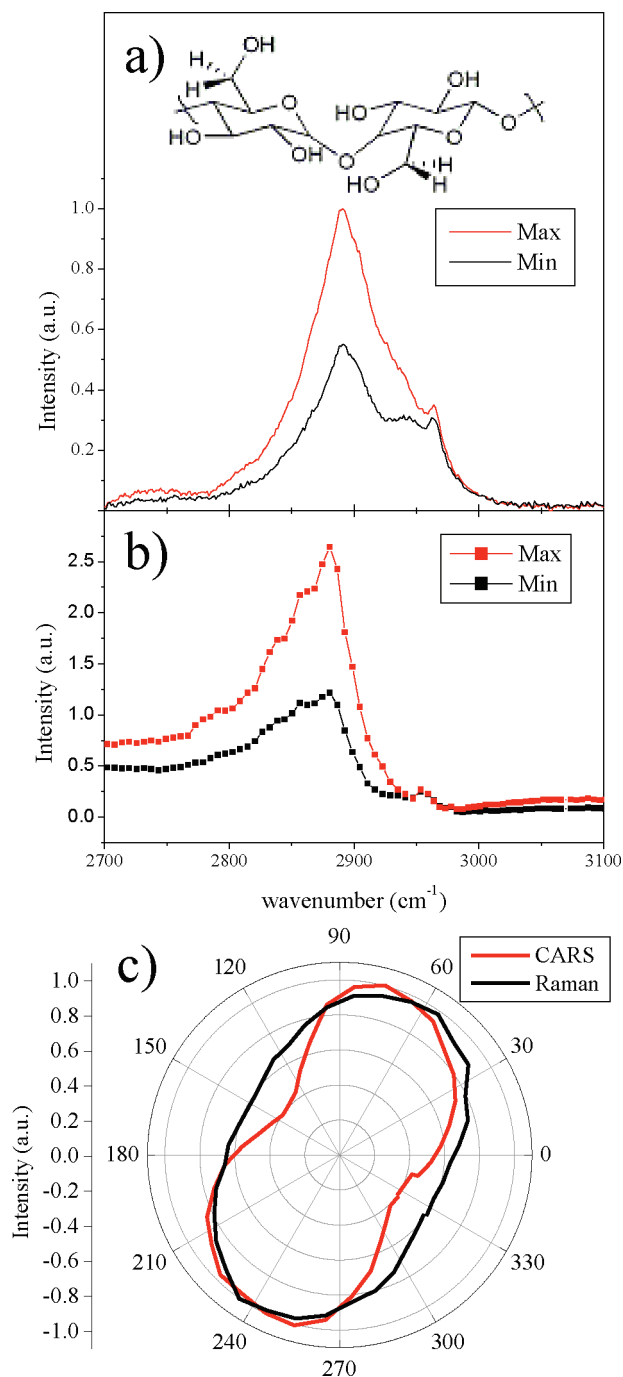 a)
OH
H
H
O
HO
OH
O
OH
OH
HO
O
O
HO
H
H
1.0
0.8
0.6
0.4
0.2
Intensity (a.u.)
Max
Min
b)
2.5
2.0
1.5
1.0
0.5
0.0
Intensity (a.u.)
Max
Min
2700 2800 2900 3000 3100
wavenumber (cm-1)
c)
CARS
Raman
1.0
0.8
0.6
0.4
0.2
0.0
-0.2
-0.4
-0.6
-0.8
-1.0
Intensity (a.u.)
90
120 60
150 30
180 0
210 330
240 300
270